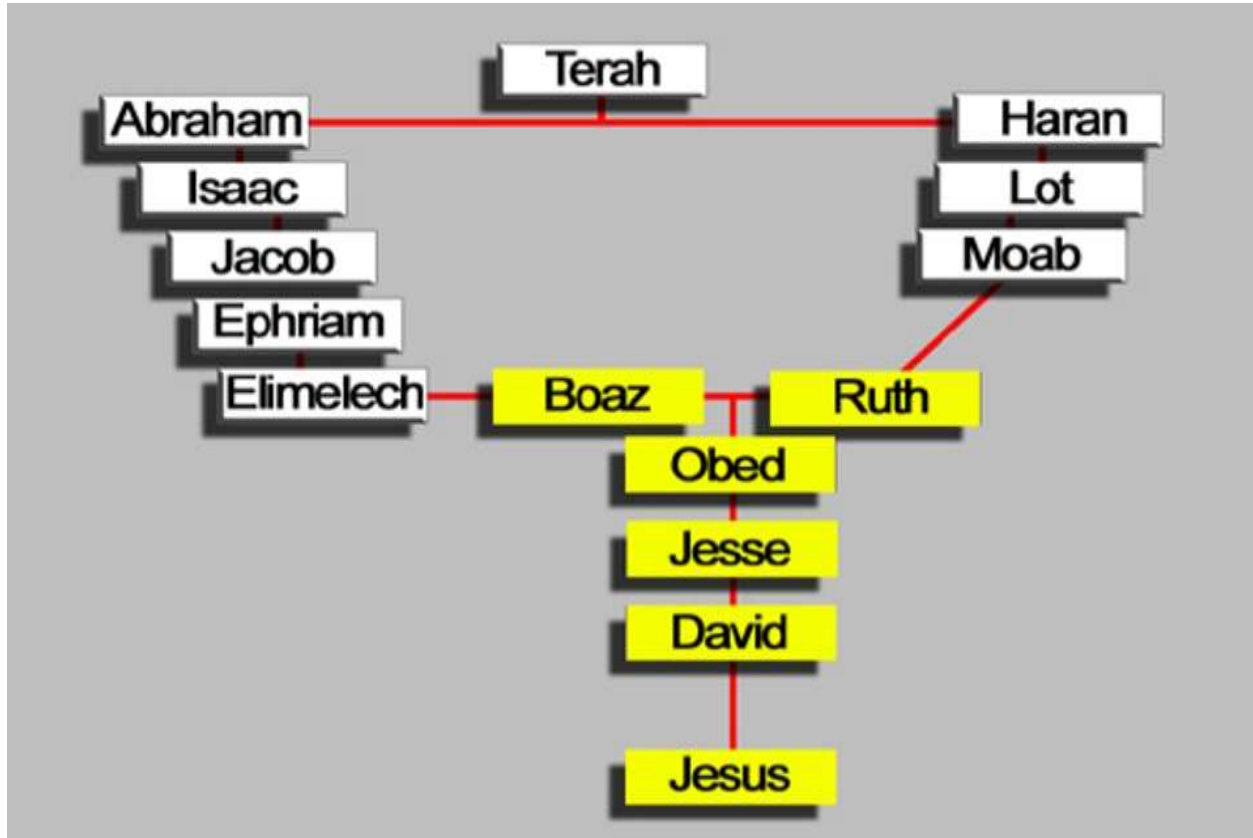 Terah
Abraham
Haran
Isaac
Lot
Jacob
Moab
Ephriam
Elimelech
Boaz
Ruth
Obed
Jesse
David
Jesus